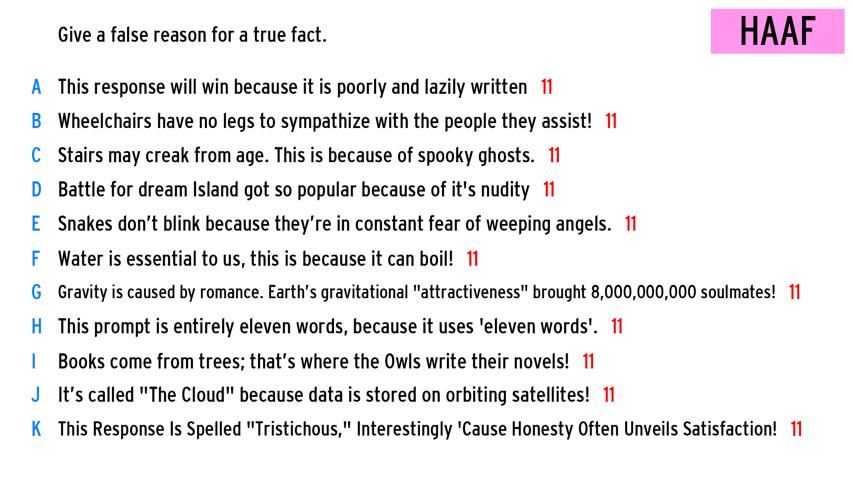 Give a false reason for a true fact.
HAAF
A This response will win because it is poorly and lazily written 11
B Wheelchairs have no legs to sympathize with the people they assist! 11
C Stairs may creak from age. This is because of spooky ghosts. 11
D Battle for dream Island got so popular because of it's nudity 11
E Snakes don’t blink because they’re in constant fear of weeping angels. 11
F Water is essential to us, this is because it can boil! 11
G Gravity is caused by romance. Earth’s gravitational "attractiveness" brought 8,000,000,000 soulmates! 11
H This prompt is entirely eleven words, because it uses 'eleven words'. 11
I Books come from trees; that’s where the Owls write their novels! 11
J It’s called "The Cloud" because data is stored on orbiting satellites! 11
K This Response Is Spelled "Tristichous," Interestingly 'Cause Honesty Often Unveils Satisfaction! 11